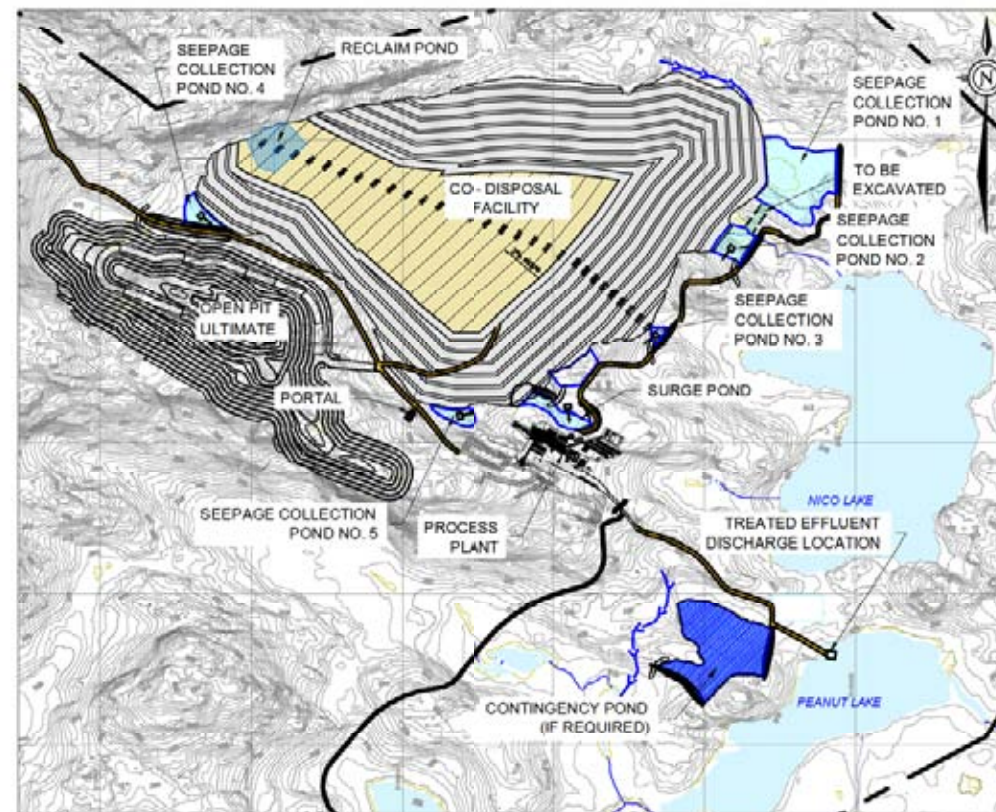 SEEPAGE
COLLECTION
POND NO. 4
RECLAIM POND
N
SEEPAGE
COLLECTION
POND NO. 1
TO BE
EXCAVATED
CO - DISPOSAL
FACILITY
SEEPAGE
COLLECTION
POND NO. 2
OPEN PIT
ULTIMATE
SEEPAGE
COLLECTION
POND NO. 3
PORTAL
SURGE POND
NICO LAKE
SEEPAGE COLLECTION
POND NO. 5
PROCESS
PLANT
TREATED EFFLUENT
DISCHARGE LOCATION
CONTINGENCY POND
(IF REQUIRED)
PEANUT LAKE